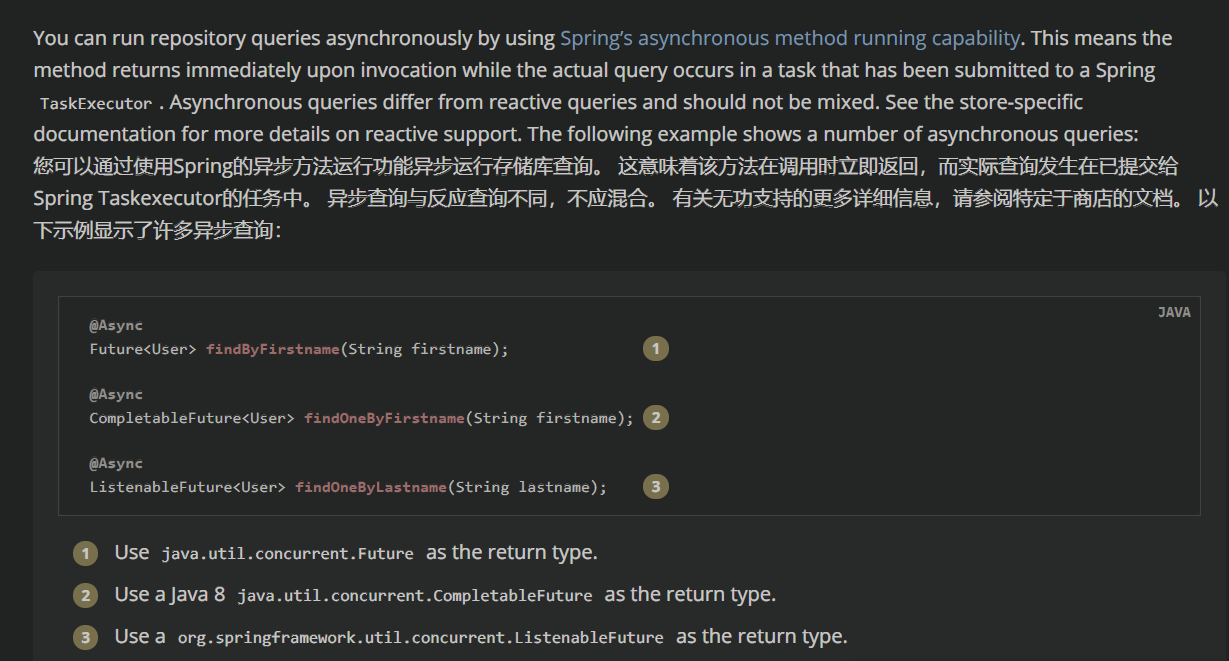 You can run repository queries asynchronously by using Spring’s asynchronous method running capability. This means the
method returns immediately upon invocation while the actual query occurs in a task that has been submitted to a Spring
TaskExecutor . Asynchronous queries differ from reactive queries and should not be mixed. See the store-specific
documentation for more details on reactive support. The following example shows a number of asynchronous queries:
您可以通过使用Spring的异步方法运行功能异步运行存储库查询。 这意味着该方法在调用时立即返回，而实际查询发生在已提交给
Spring Taskexecutor的任务中。 异步查询与反应查询不同，不应混合。 有关无功支持的更多详细信息，请参阅特定于商店的文档。 以
下示例显示了许多异步查询：
JAVA
@Async
Future<User> findByFirstname(String firstname); 1
@Async
CompletableFuture<User> findOneByFirstname(String firstname); 2
@Async
ListenableFuture<User> findOneByLastname(String lastname); 3
1 Use java.util.concurrent.Future as the return type.
2 Use a Java 8 java.util.concurrent.CompletableFuture as the return type.
3 Use a org.springframework.util.concurrent.ListenableFuture as the return type.